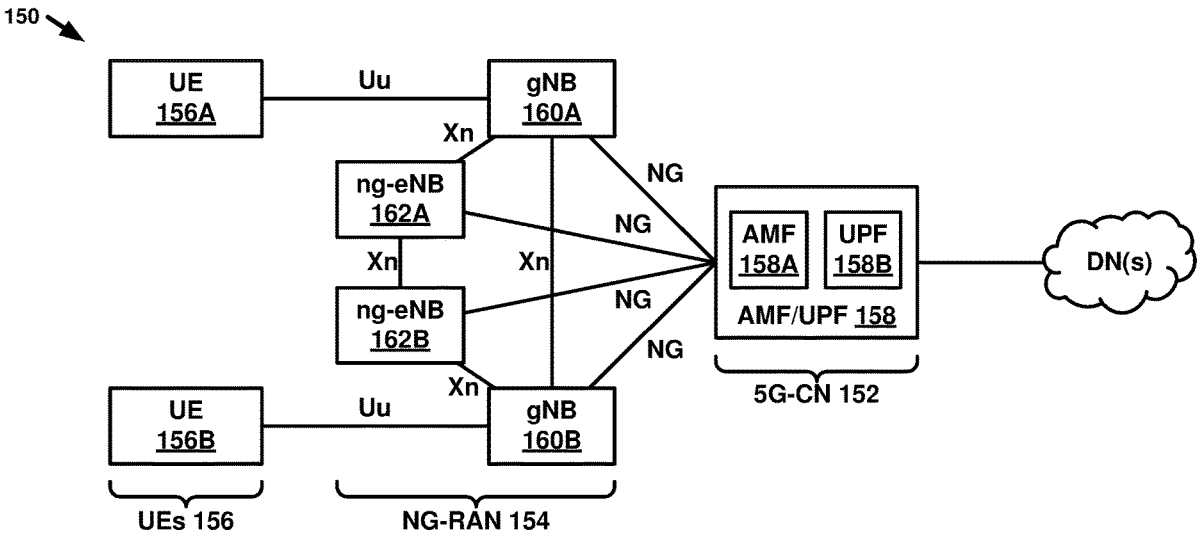 150
UE
156A
Uu
gNB
160A
Xn
NG
ng-eNB
162A
NG
AMF
158A
UPF
158B
Xn
Xn
DN(s)
ng-eNB
162B
NG
AMF/UPF 158
NG
Xn
5G-CN 152
UE
156B
Uu
gNB
160B
UEs 156
NG-RAN 154